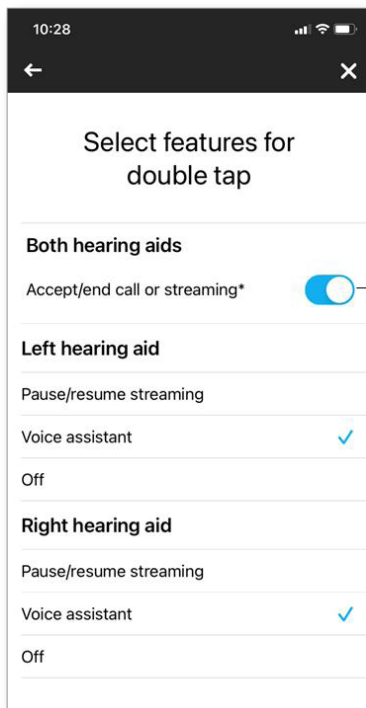 10:28
Select features for
double tap
Both hearing aids
Accept/end call or streaming*
Left hearing aid
Pause/resume streaming
Voice assistant
Off
Right hearing aid
Pause/resume streaming
Voice assistant
Off